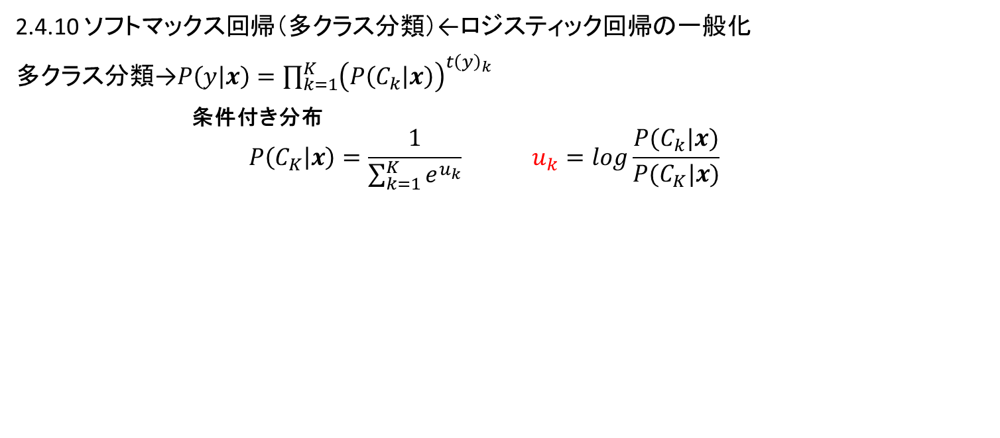 2.4.10 ソフトマックス回帰（多クラス分類）←ロジスティック回帰の一般化
多クラス分類→P(y|x) = ∏_{k=1}^{K}(P(C_k|x))^{t(y)_k}
条件付き分布
P(C_K|x) = \frac{1}{∑_{k=1}^{K} e^{u_k}} u_k = log\frac{P(C_k|x)}{P(C_K|x)}